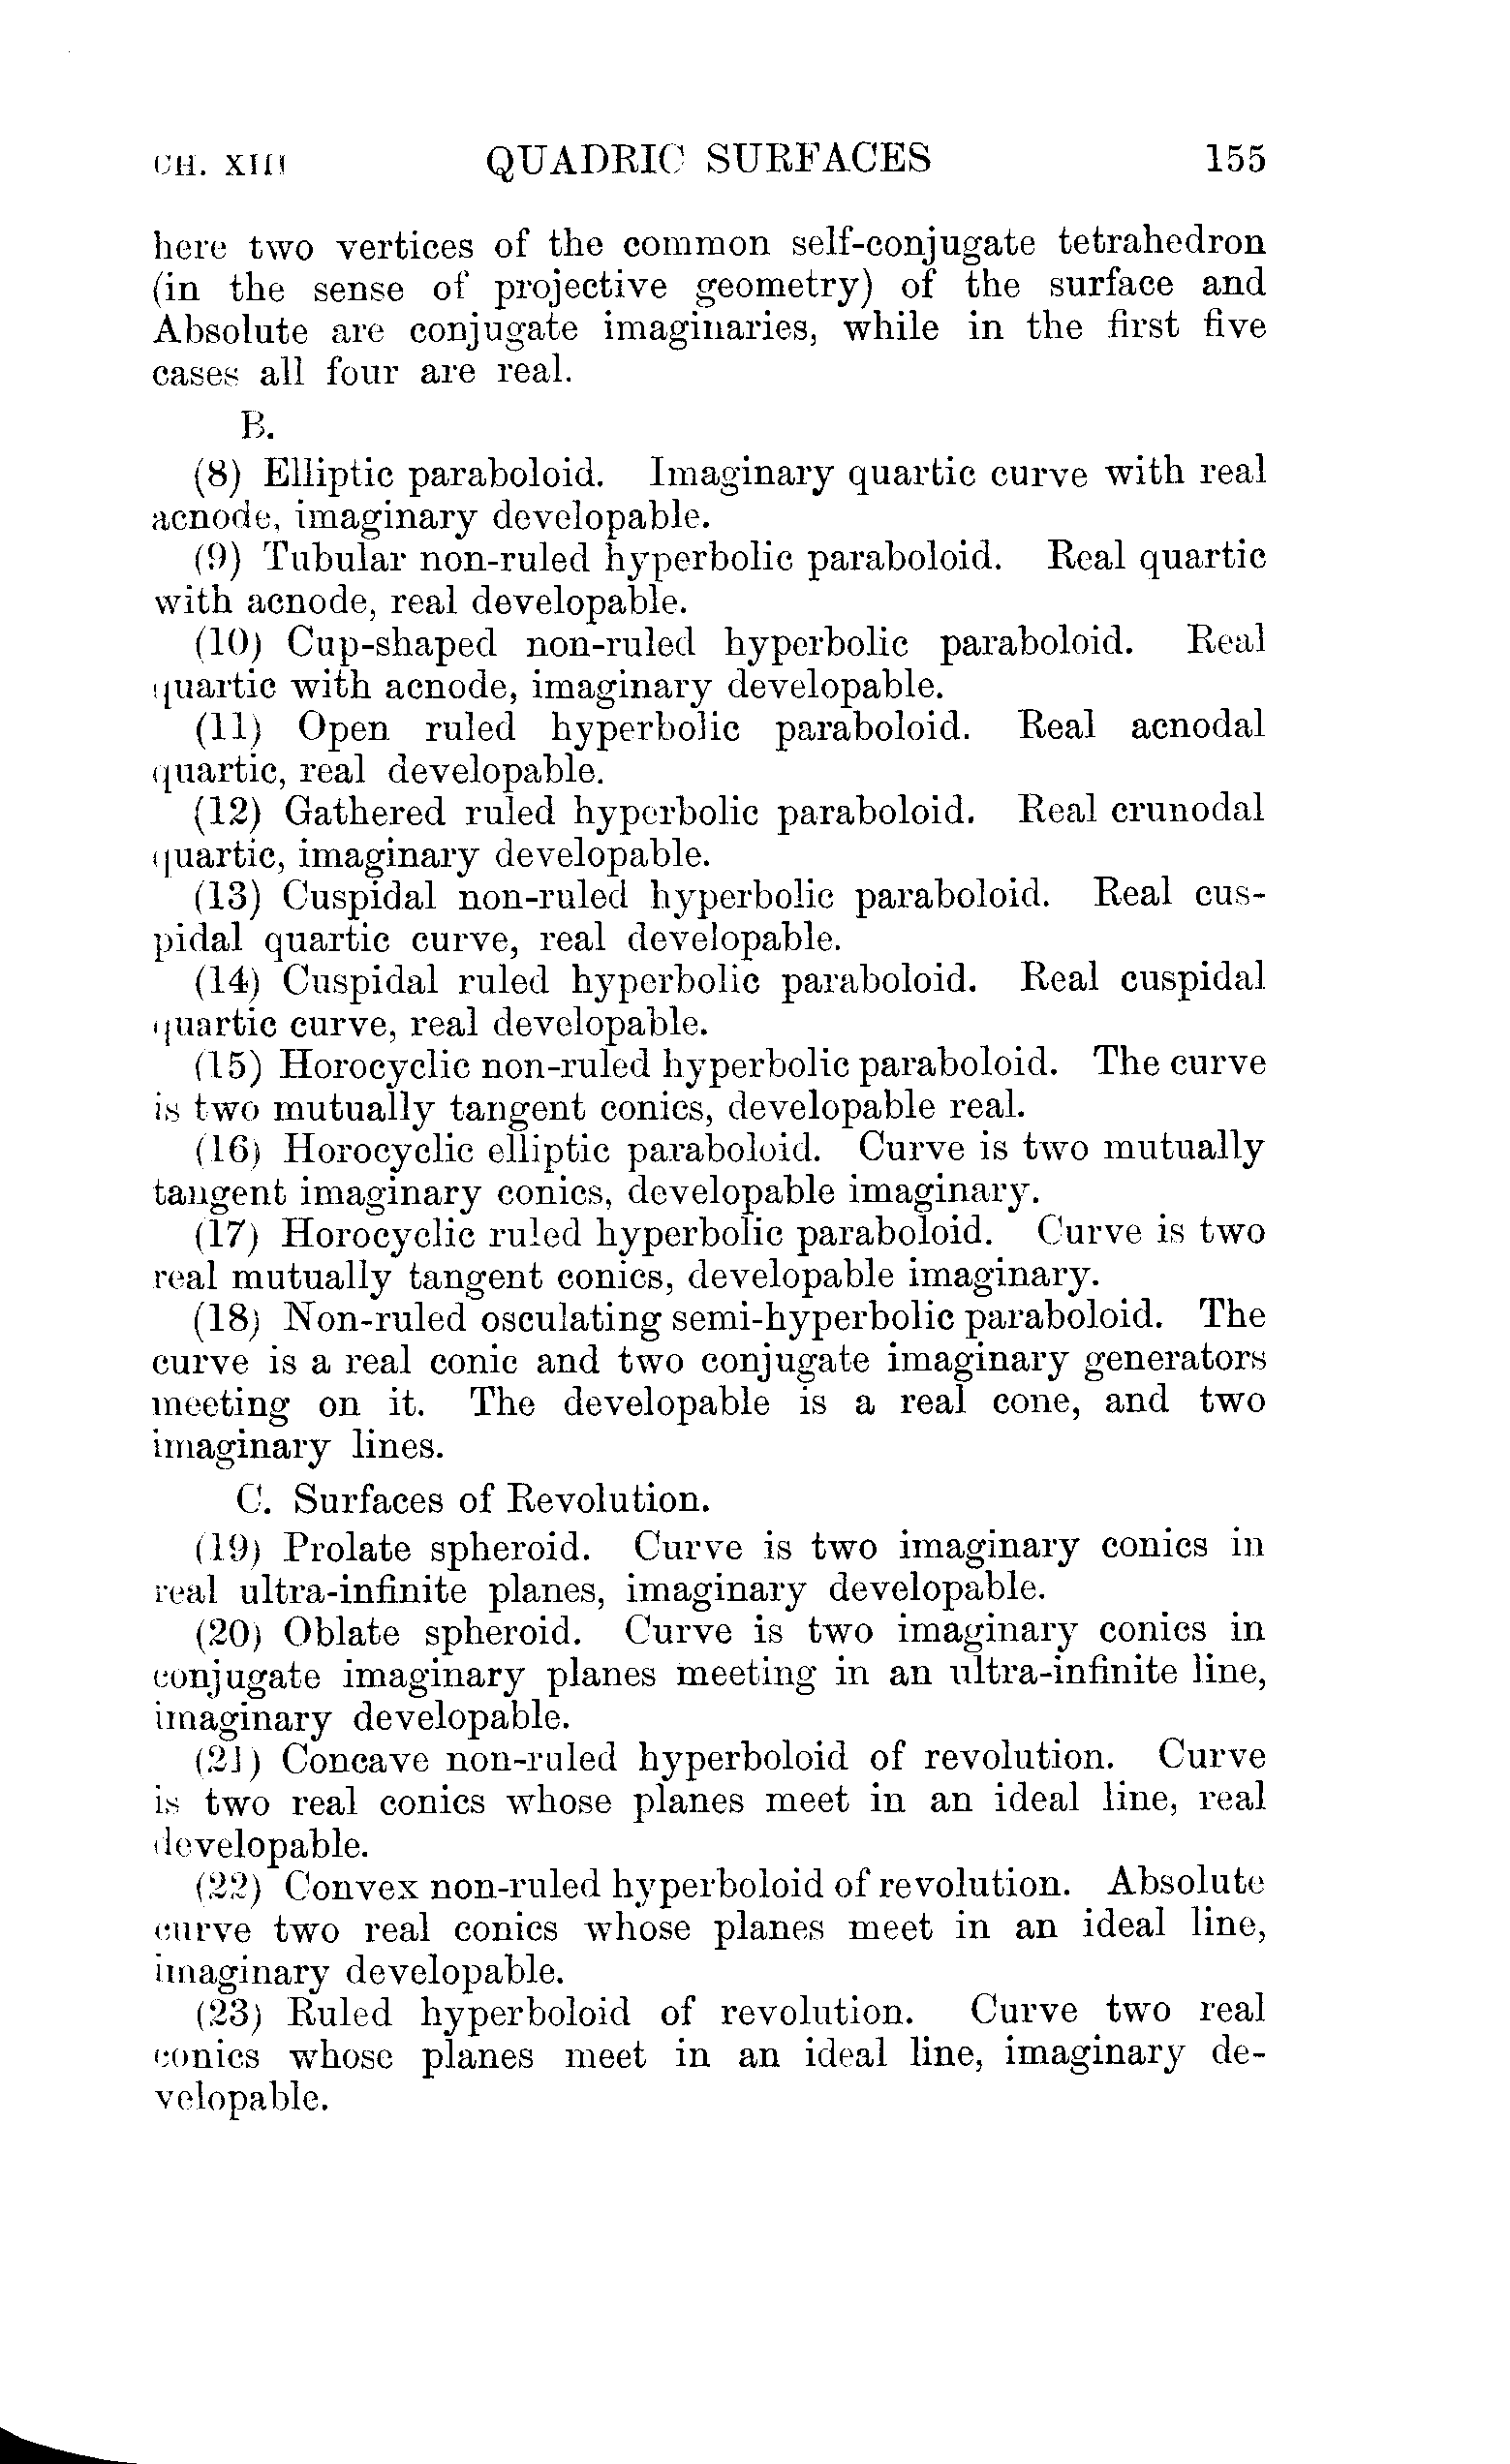 CH. XIII QUADRIC SURFACES 155
here two vertices of the common self-conjugate tetrahedron
(in the sense of projective geometry) of the surface and
Absolute are conjugate imaginaries, while in the first five
cases all four are real.
B.
(8) Elliptic paraboloid. Imaginary quartic curve with real
acnode, imaginary developable.
(9) Tubular non-ruled hyperbolic paraboloid. Real quartic
with acnode, real developable.
(10) Cup-shaped non-ruled hyperbolic paraboloid. Real
quartic with acnode, imaginary developable.
(11) Open ruled hyperbolic paraboloid. Real acnodal
quartic, real developable.
(12) Gathered ruled hyperbolic paraboloid. Real crunodal
quartic, imaginary developable.
(13) Cuspidal non-ruled hyperbolic paraboloid. Real cus-
pidal quartic curve, real developable.
(14) Cuspidal ruled hyperbolic paraboloid. Real cuspidal
quartic curve, real developable.
(15) Horocyclic non-ruled hyperbolic paraboloid. The curve
is two mutually tangent conics, developable real.
(16) Horocyclic elliptic paraboloid. Curve is two mutually
tangent imaginary conics, developable imaginary.
(17) Horocyclic ruled hyperbolic paraboloid. Curve is two
real mutually tangent conics, developable imaginary.
(18) Non-ruled osculating semi-hyperbolic paraboloid. The
curve is a real conic and two conjugate imaginary generators
meeting on it. The developable is a real cone, and two
imaginary lines.
C. Surfaces of Revolution.
(19) Prolate spheroid. Curve is two imaginary conics in
real ultra-infinite planes, imaginary developable.
(20) Oblate spheroid. Curve is two imaginary conics in
conjugate imaginary planes meeting in an ultra-infinite line,
imaginary developable.
(21) Concave non-ruled hyperboloid of revolution. Curve
is two real conics whose planes meet in an ideal line, real
developable.
(22) Convex non-ruled hyperboloid of revolution. Absolute
curve two real conics whose planes meet in an ideal line,
imaginary developable.
(23) Ruled hyperboloid of revolution. Curve two real
conics whose planes meet in an ideal line, imaginary de-
velopable.